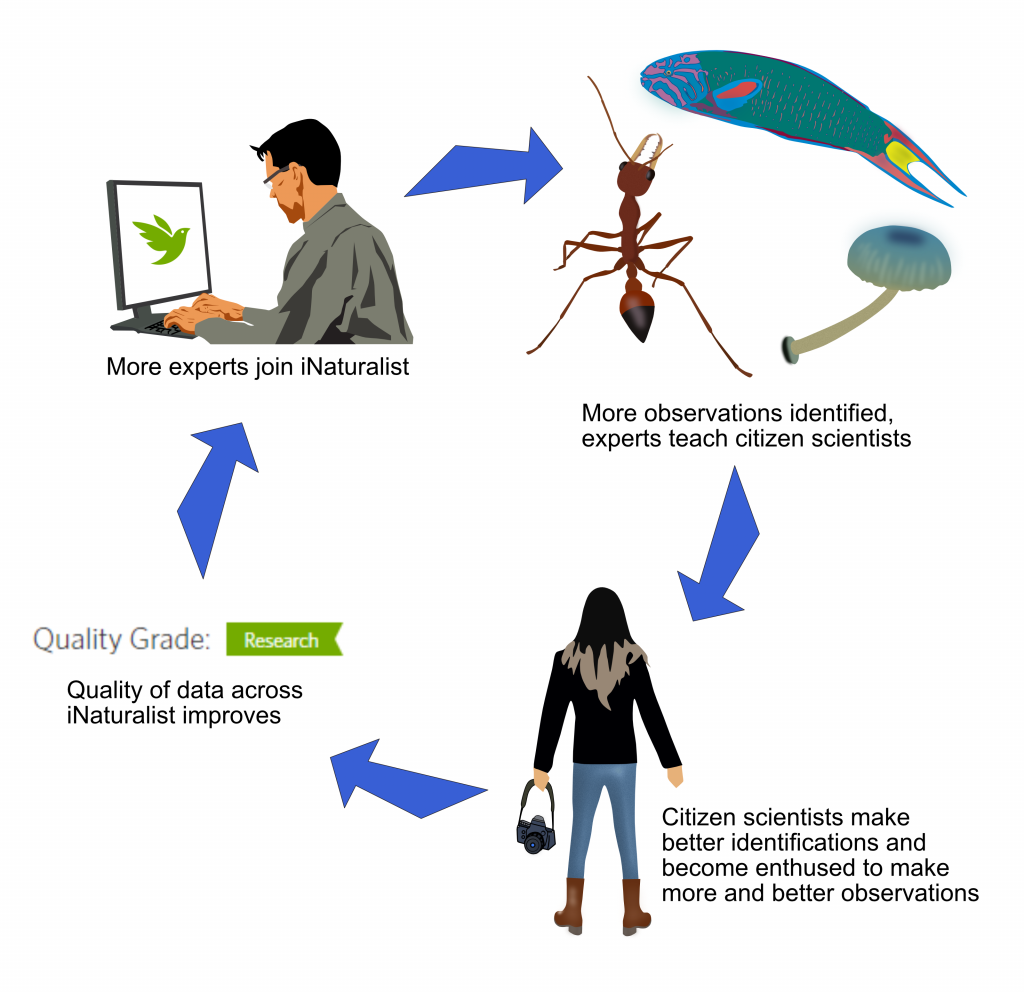 More experts join iNaturalist
More observations identified,
experts teach citizen scientists
Citizen scientists make
better identifications and
become enthused to make
more and better observations
Quality Grade: Research
Quality of data across
iNaturalist improves